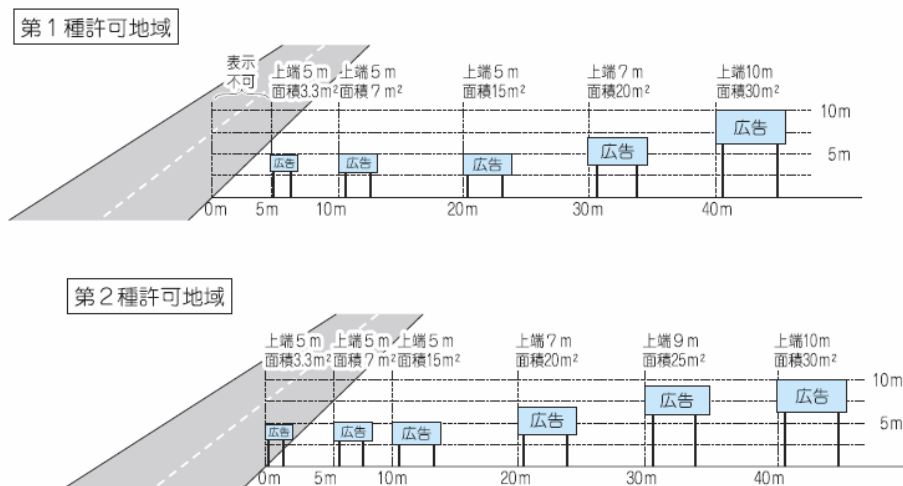 第1種許可地域
表示
不可
上端5m
面積3.3m²
上端5m
面積7m²
上端5m
面積15m²
上端7m
面積20m²
上端10m
面積30m²
10m
5m
広告
広告
広告
広告
広告
0m 5m 10m 20m 30m 40m
第2種許可地域
上端5m
面積3.3m²
上端5m
面積7m²
上端5m
面積15m²
上端7m
面積20m²
上端9m
面積25m²
上端10m
面積30m²
10m
5m
広告
広告
広告
広告
広告
広告
0m 5m 10m 20m 30m 40m